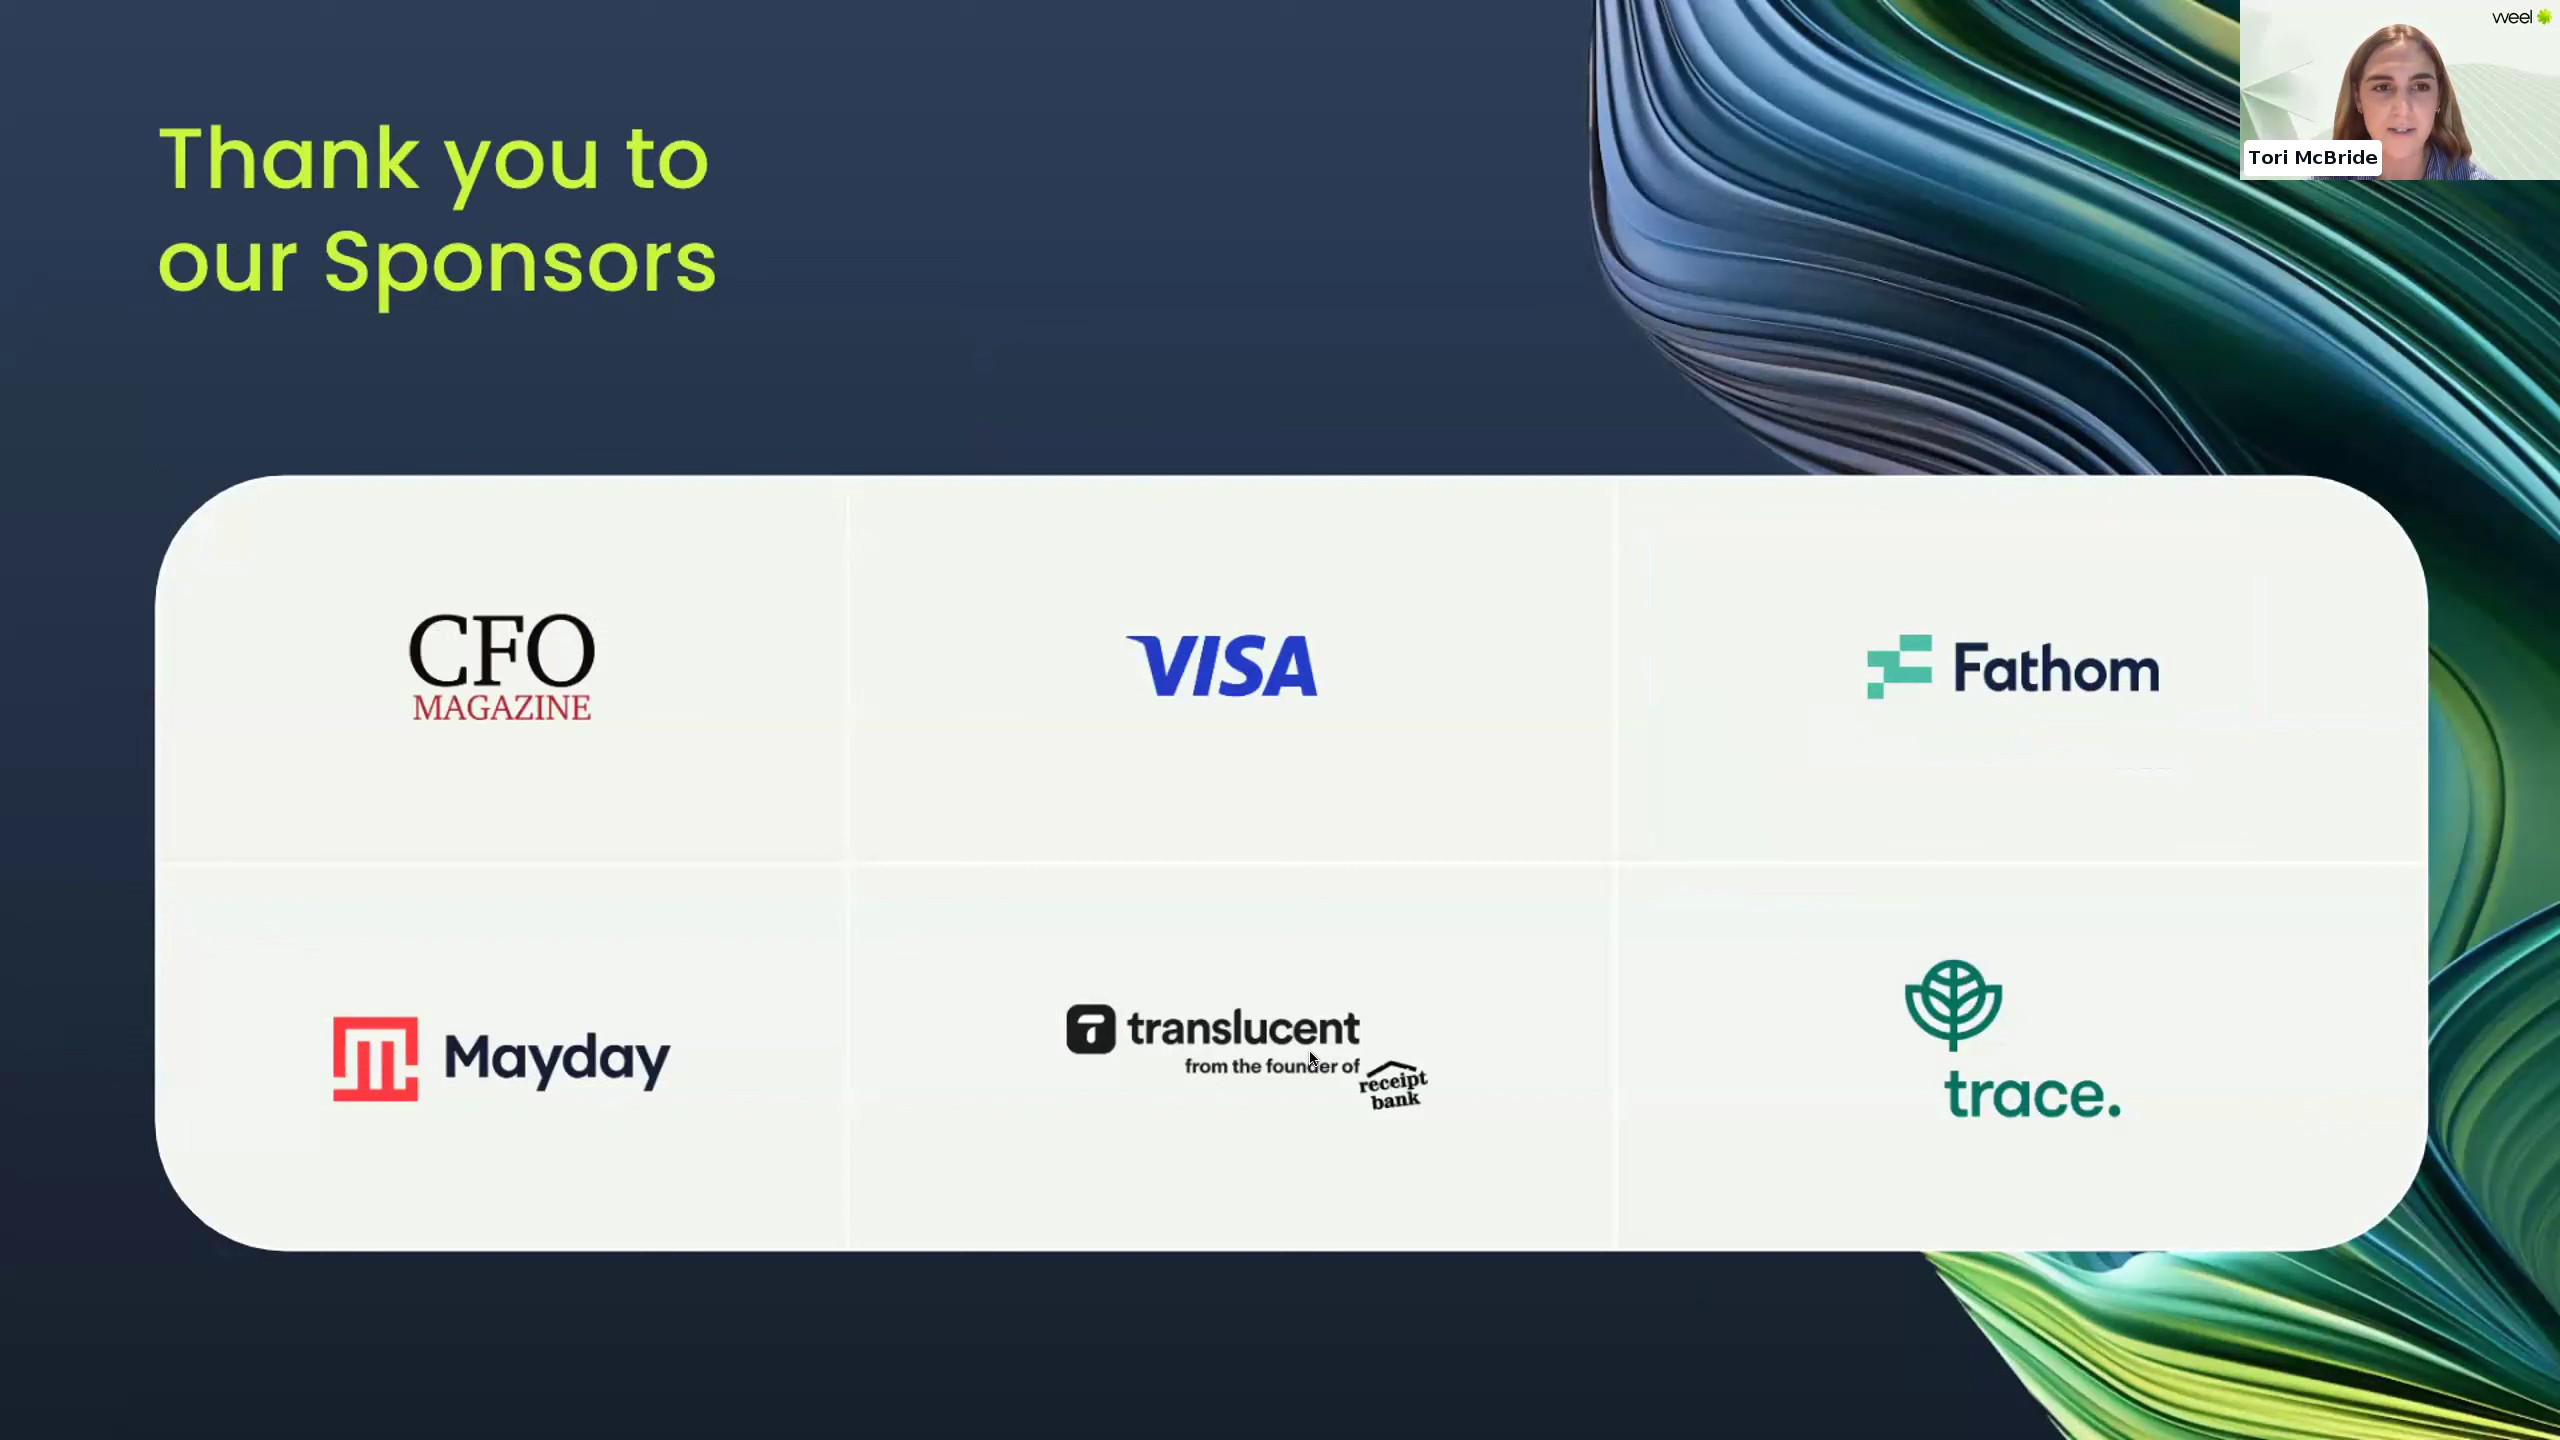 Thank you to
our Sponsors
weel
Tori McBride
CFO
MAGAZINE
VISA
Fathom
Mayday
translucent
from the founder of
receipt
bank
trace.